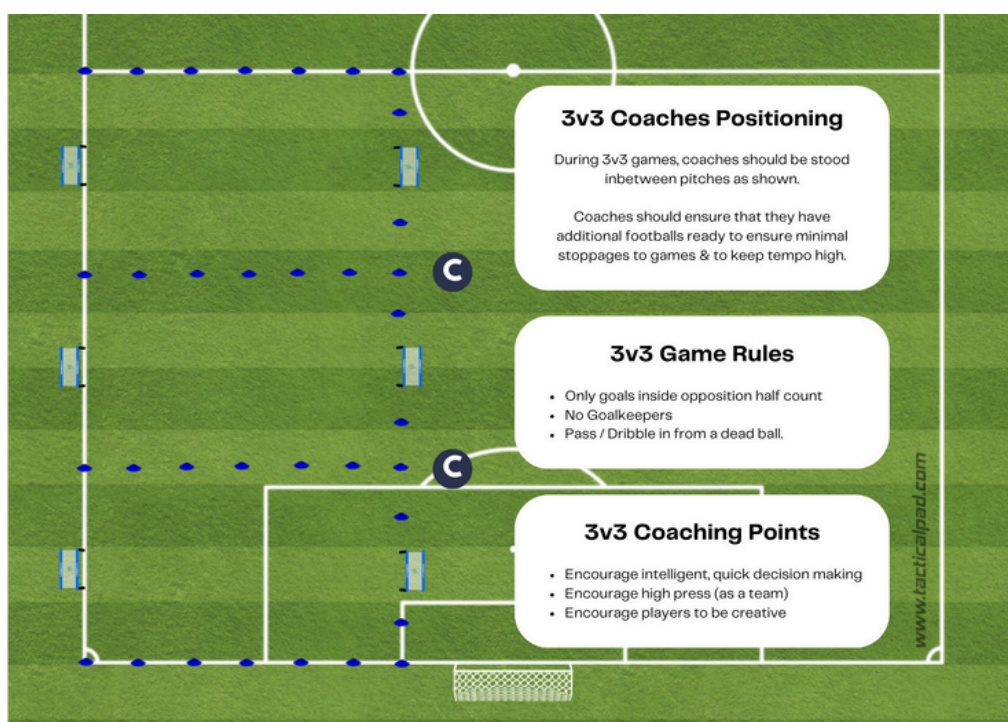 3v3 Coaches Positioning
During 3v3 games, coaches should be stood
inbetween pitches as shown.
Coaches should ensure that they have
additional footballs ready to ensure minimal
stoppages to games & to keep tempo high.
C
3v3 Game Rules
• Only goals inside opposition half count
• No Goalkeepers
• Pass / Dribble in from a dead ball.
C
3v3 Coaching Points
• Encourage intelligent, quick decision making
• Encourage high press (as a team)
• Encourage players to be creative
www.tacticalpad.com